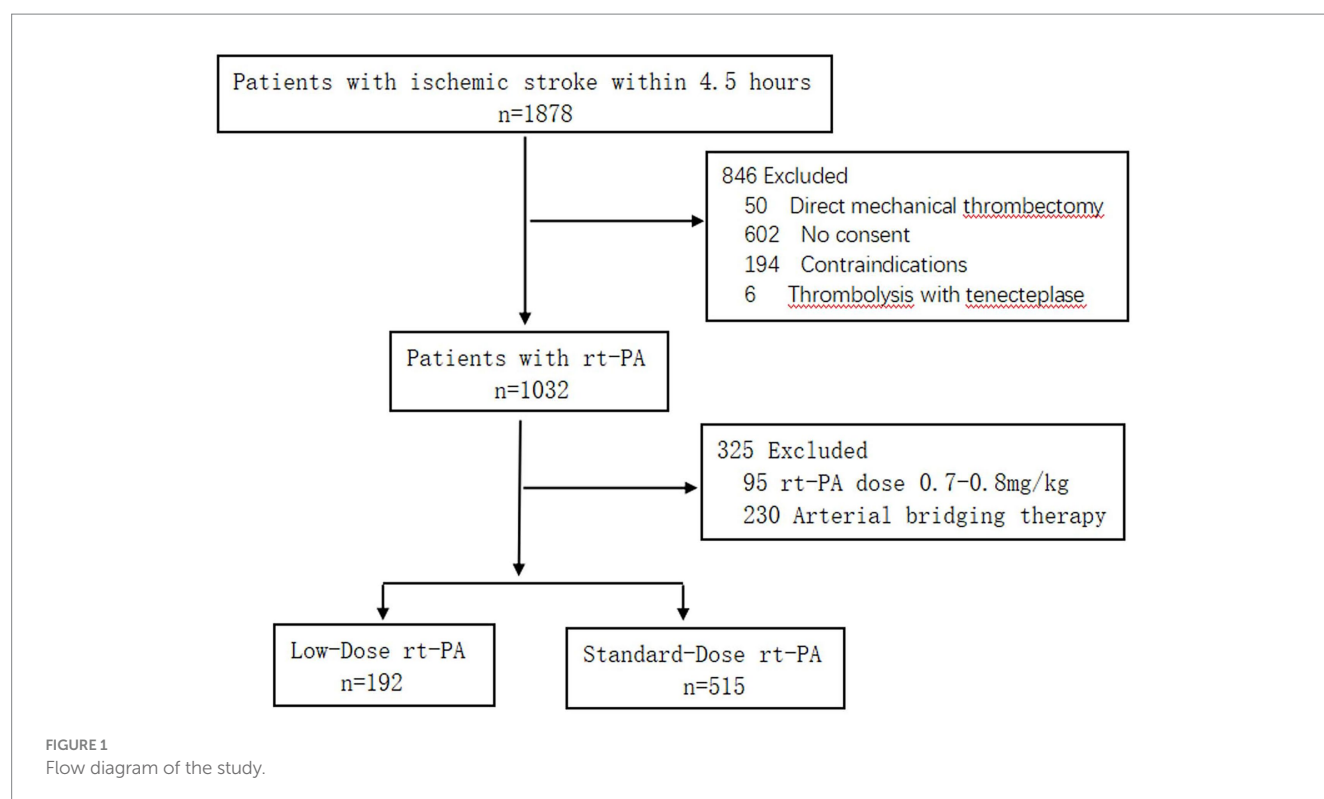 Patients with ischemic stroke within 4.5 hours
n=1878
846 Excluded
50 Direct mechanical thrombectomy
602 No consent
194 Contraindications
6 Thrombolysis with tenecteplase
Patients with rt-PA
n=1032
325 Excluded
95 rt-PA dose 0.7-0.8mg/kg
230 Arterial bridging therapy
Low-Dose rt-PA
n=192
Standard-Dose rt-PA
n=515
FIGURE 1
Flow diagram of the study.